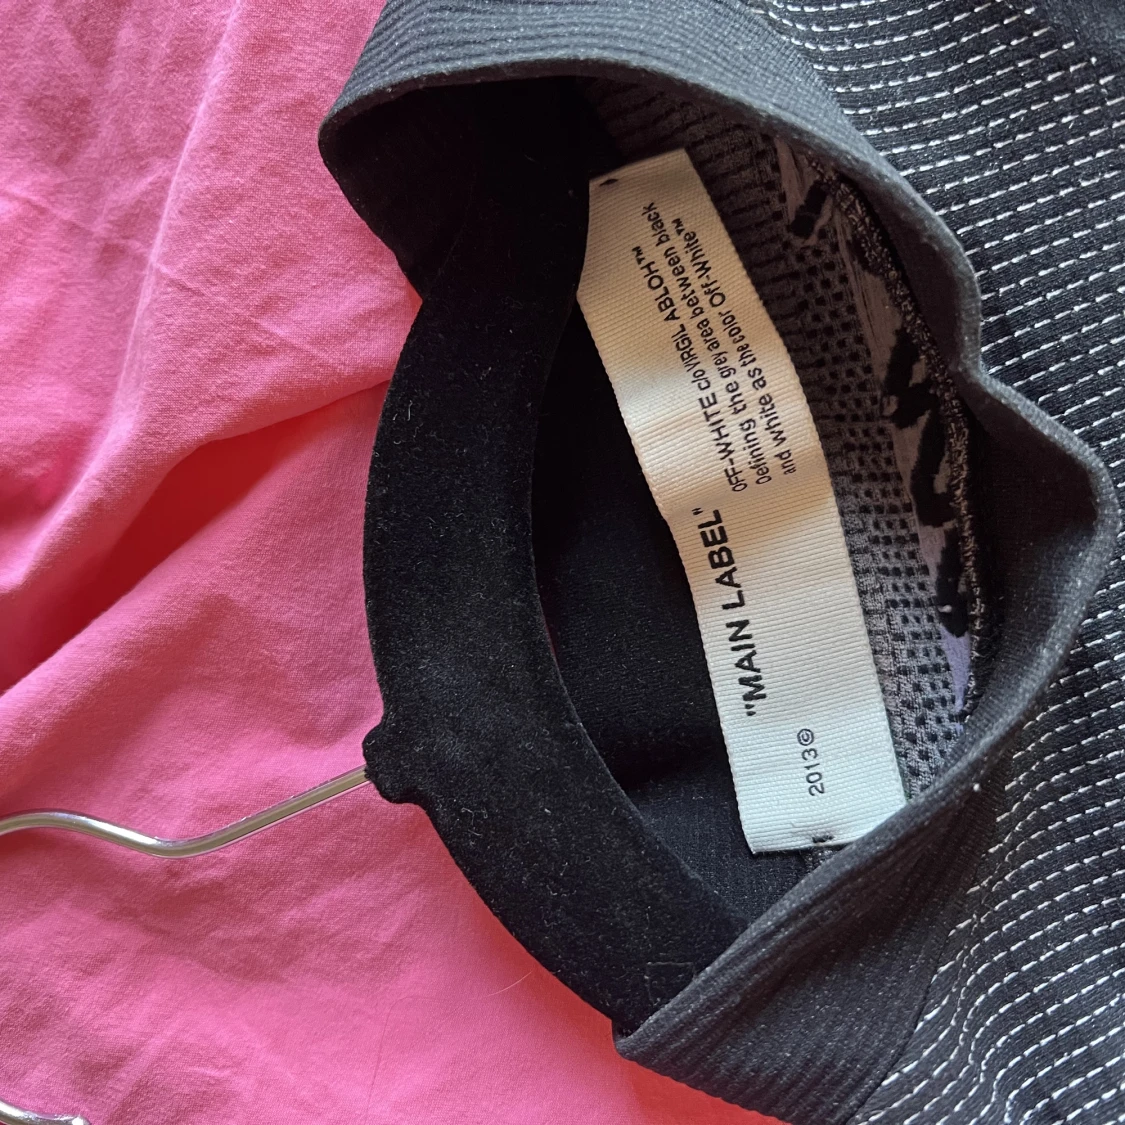 "MAIN LABEL"
OFF-WHITE c/o VIRGIL ABLOH™
Defining the grey area between black
and white as the color Off-White™
2013©